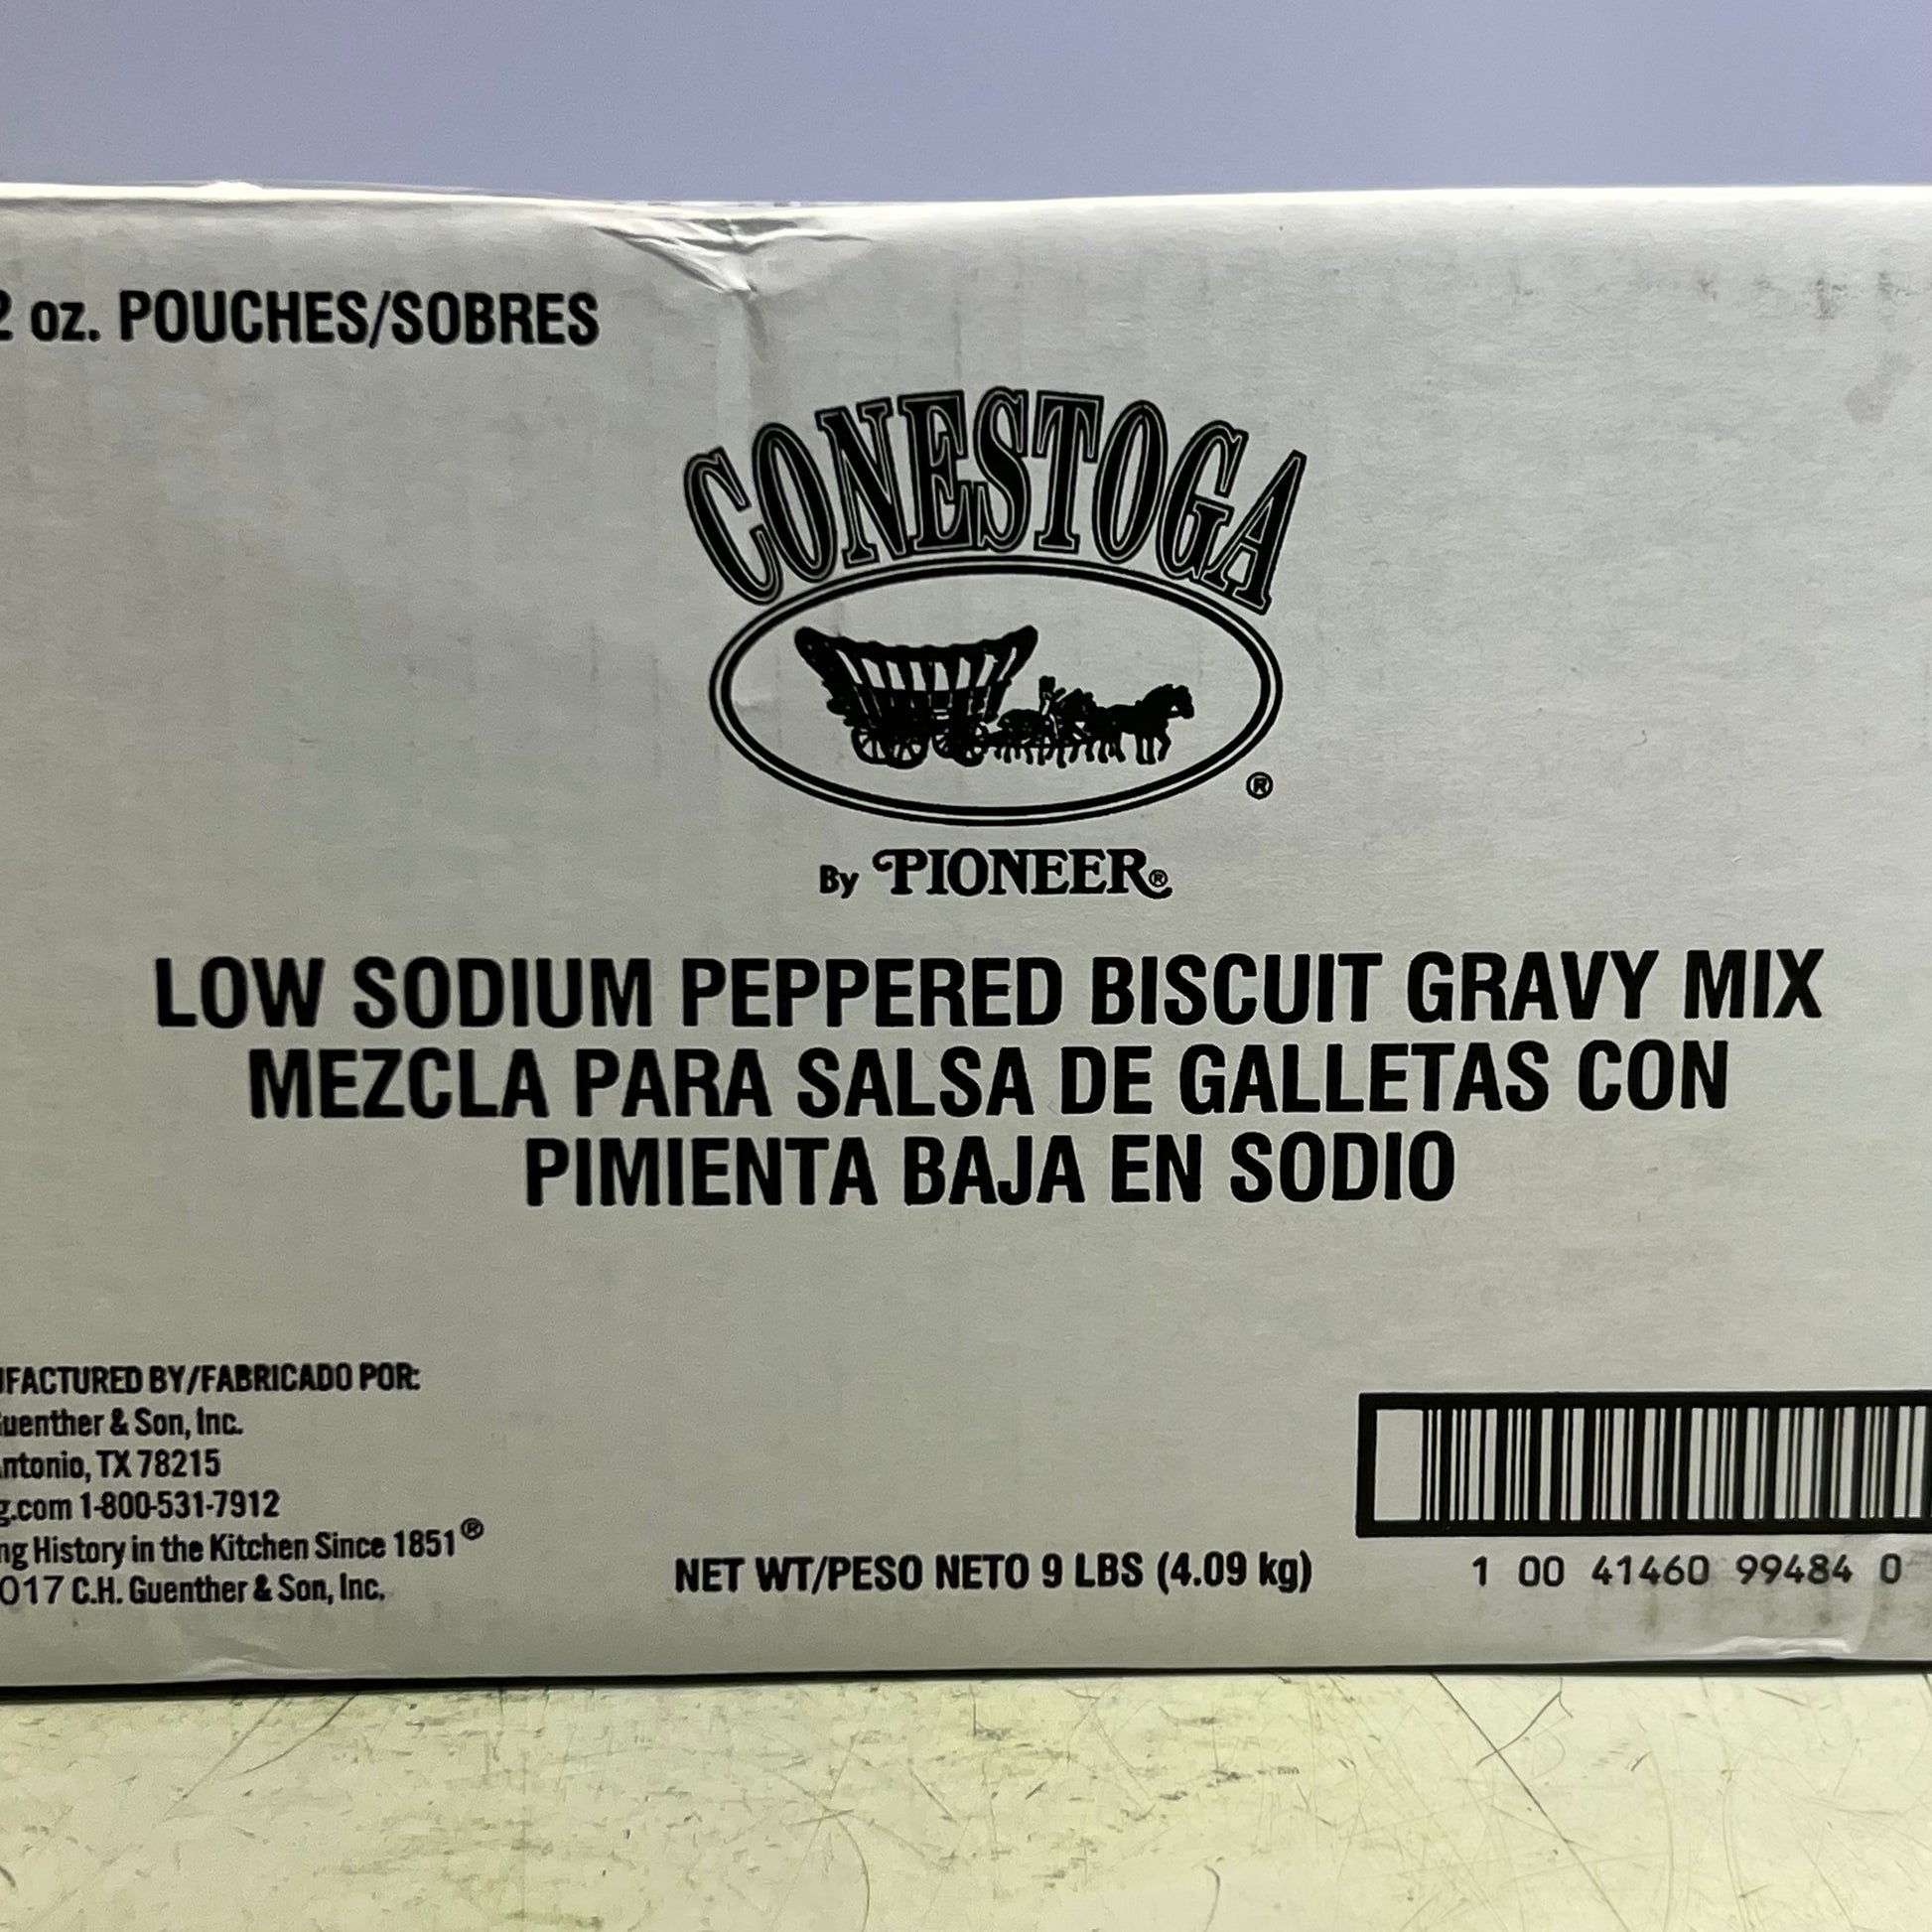 2 oz. POUCHES/SOBRES
CONESTOGA
®
By PIONEER®
LOW SODIUM PEPPERED BISCUIT GRAVY MIX
MEZCLA PARA SALSA DE GALLETAS CON
PIMIENTA BAJA EN SODIO
UFACTURED BY/FABRICADO POR:
uenther & Son, Inc.
ntonio, TX 78215
g.com 1-800-531-7912
ng History in the Kitchen Since 1851®
017 C.H. Guenther & Son, Inc.
NET WT/PESO NETO 9 LBS (4.09 kg)
1 00 41460 99484 0